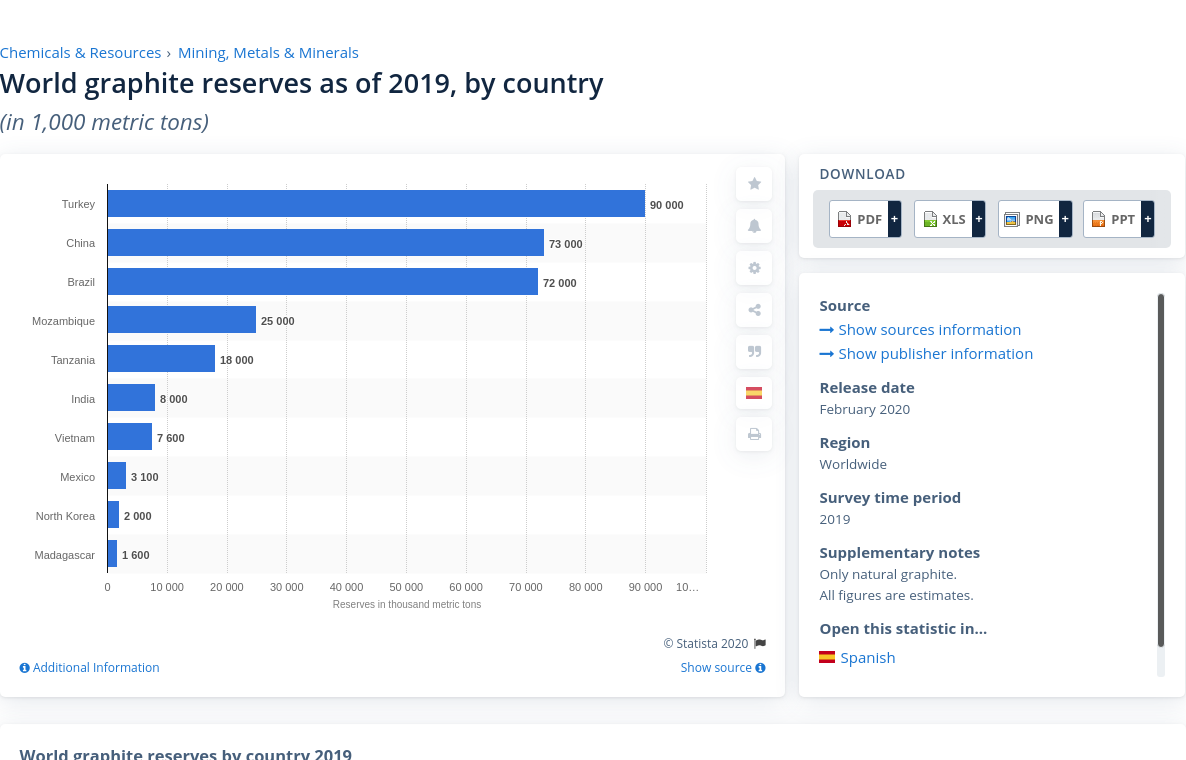 Chemicals & Resources › Mining, Metals & Minerals
World graphite reserves as of 2019, by country
(in 1,000 metric tons)
Turkey 90 000
China 73 000
Brazil 72 000
Mozambique 25 000
Tanzania 18 000
India 8 000
Vietnam 7 600
Mexico 3 100
North Korea 2 000
Madagascar 1 600
0 10 000 20 000 30 000 40 000 50 000 60 000 70 000 80 000 90 000 10…
Reserves in thousand metric tons
© Statista 2020
Additional Information
Show source
DOWNLOAD
PDF + XLS + PNG + PPT +
Source
Show sources information
Show publisher information
Release date
February 2020
Region
Worldwide
Survey time period
2019
Supplementary notes
Only natural graphite.
All figures are estimates.
Open this statistic in...
Spanish
World graphite reserves by country 2019